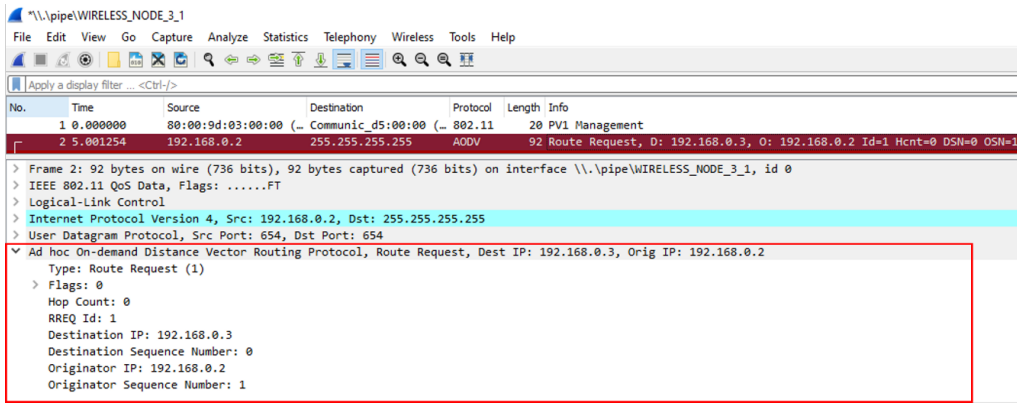 *\\.\pipe\WIRELESS_NODE_3_1
File Edit View Go Capture Analyze Statistics Telephony Wireless Tools Help
Apply a display filter ... <Ctrl-/>
No. Time Source Destination Protocol Length Info
1 0.000000 80:00:9d:03:00:00 (… Communic_d5:00:00 (… 802.11 20 PV1 Management
2 5.001254 192.168.0.2 255.255.255.255 AODV 92 Route Request, D: 192.168.0.3, O: 192.168.0.2 Id=1 Hcnt=0 DSN=0 OSN=1
> Frame 2: 92 bytes on wire (736 bits), 92 bytes captured (736 bits) on interface \\.\pipe\WIRELESS_NODE_3_1, id 0
> IEEE 802.11 QoS Data, Flags: ......FT
> Logical-Link Control
> Internet Protocol Version 4, Src: 192.168.0.2, Dst: 255.255.255.255
> User Datagram Protocol, Src Port: 654, Dst Port: 654
Ad hoc On-demand Distance Vector Routing Protocol, Route Request, Dest IP: 192.168.0.3, Orig IP: 192.168.0.2
Type: Route Request (1)
> Flags: 0
Hop Count: 0
RREQ Id: 1
Destination IP: 192.168.0.3
Destination Sequence Number: 0
Originator IP: 192.168.0.2
Originator Sequence Number: 1